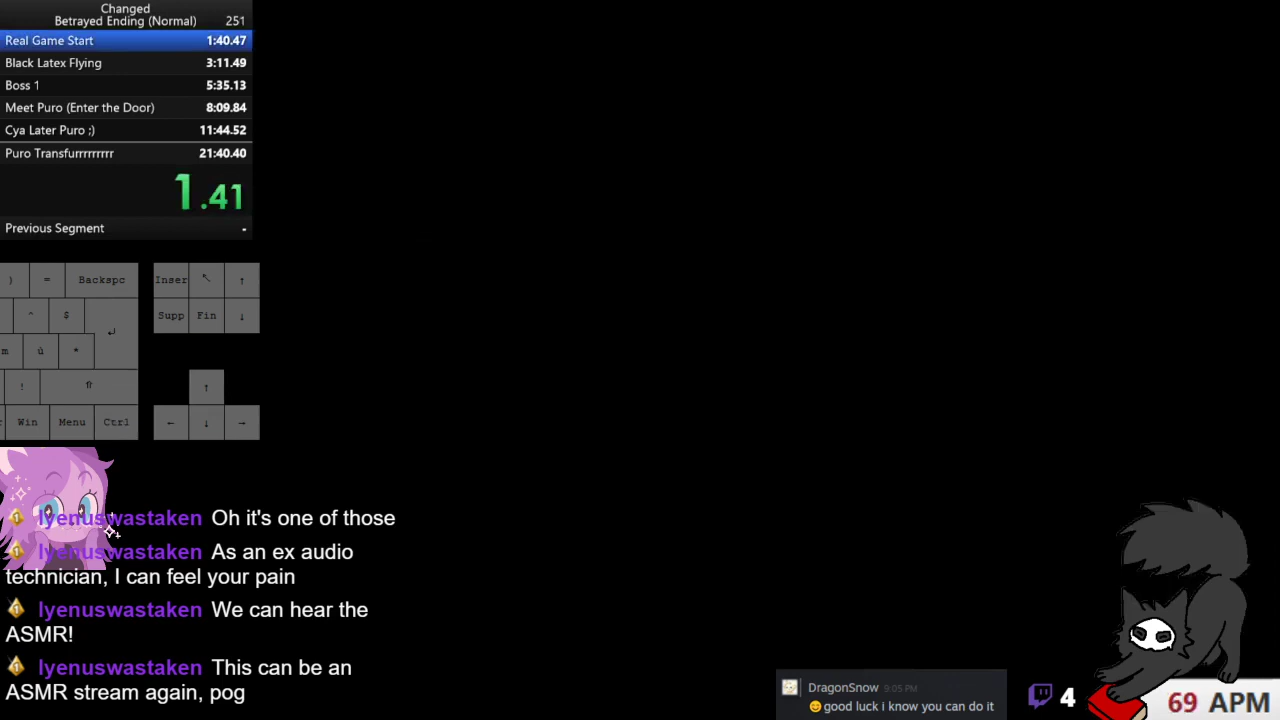 Changed
Betrayed Ending (Normal) 251
Real Game Start 1:40.47
Black Latex Flying 3:11.49
Boss 1 5:35.13
Meet Puro (Enter the Door) 8:09.84
Cya Later Puro ;) 11:44.52
Puro Transfurrrrrrrrr 21:40.40
1.41
Previous Segment -
) = Backspc Inser ↖ ↑
^ $ ↵ Supp Fin ↓
m ù *
! ⇧ ↑
Win Menu Ctrl ← ↓ →
lyenuswastaken Oh it's one of those
lyenuswastaken As an ex audio
technician, I can feel your pain
lyenuswastaken We can hear the
ASMR!
lyenuswastaken This can be an
ASMR stream again, pog
DragonSnow 9:05 PM
😊good luck i know you can do it
4
69 APM